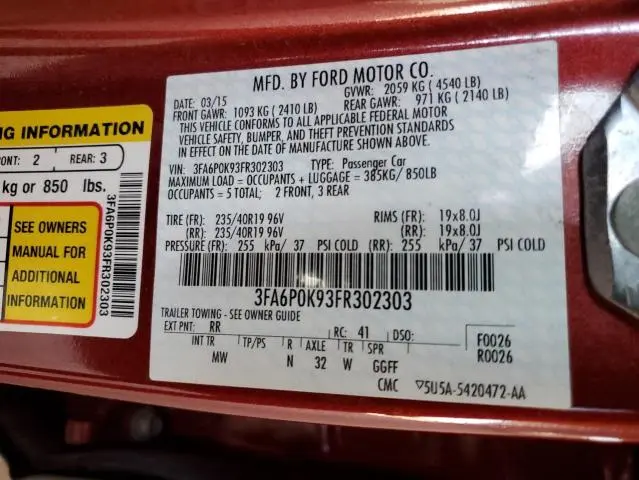 NG INFORMATION
ONT: 2 REAR: 3
kg or 850 lbs.
SEE OWNERS
MANUAL FOR
ADDITIONAL
INFORMATION
3FA6P0K93FR302303
MFD. BY FORD MOTOR CO.
DATE: 03/15 GVWR: 2059 KG ( 4540 LB)
FRONT GAWR: 1093 KG ( 2410 LB) REAR GAWR: 971 KG ( 2140 LB)
THIS VEHICLE CONFORMS TO ALL APPLICABLE FEDERAL MOTOR
VEHICLE SAFETY, BUMPER, AND THEFT PREVENTION STANDARDS
IN EFFECT ON THE DATE OF MANUFACTURE SHOWN ABOVE.
VIN: 3FA6P0K93FR302303 TYPE: Passenger Car
MAXIMUM LOAD = OCCUPANTS + LUGGAGE = 385KG/ 850LB
OCCUPANTS = 5 TOTAL; 2 FRONT, 3 REAR
TIRE (FR): 235/40R19 96V RIMS (FR): 19x8.0J
(RR): 235/40R19 96V (RR): 19x8.0J
PRESSURE (FR): 255 kPa/ 37 PSI COLD (RR): 255 kPa/ 37 PSI COLD
3FA6P0K93FR302303
TRAILER TOWING - SEE OWNER GUIDE
EXT PNT: RR RC: 41 DSO: F0026
INT TR TP/PS R AXLE TR SPR R0026
MW N 32 W GGFF
CMC 5U5A-5420472-AA